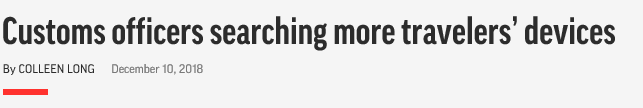 Customs officers searching more travelers’ devices
By COLLEEN LONG December 10, 2018